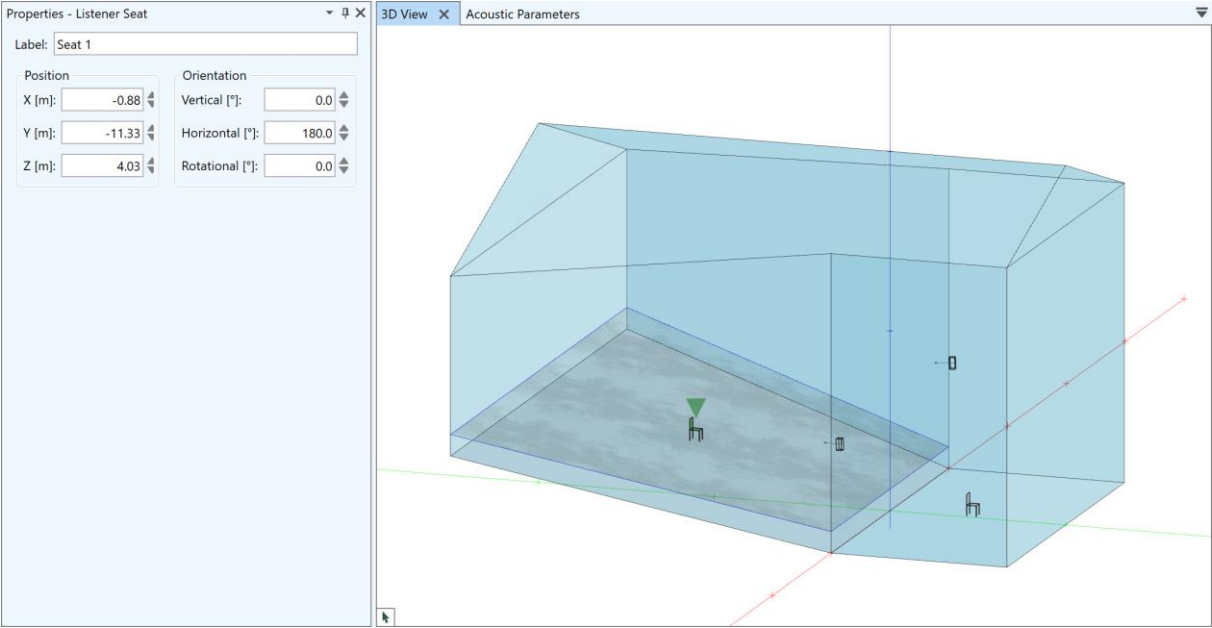 Properties - Listener Seat
Label: Seat 1
Position
X [m]: -0.88
Y [m]: -11.33
Z [m]: 4.03
Orientation
Vertical [°]: 0.0
Horizontal [°]: 180.0
Rotational [°]: 0.0
3D View Acoustic Parameters